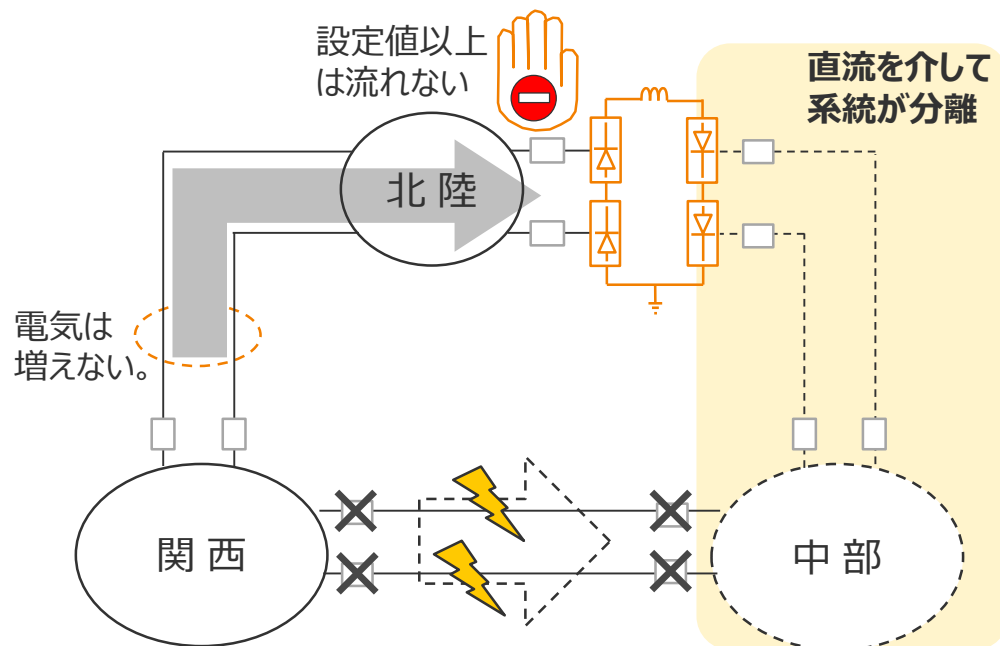 設定値以上
は流れない
直流を介して
系統が分離
北陸
電気は
増えない。
関西
中部